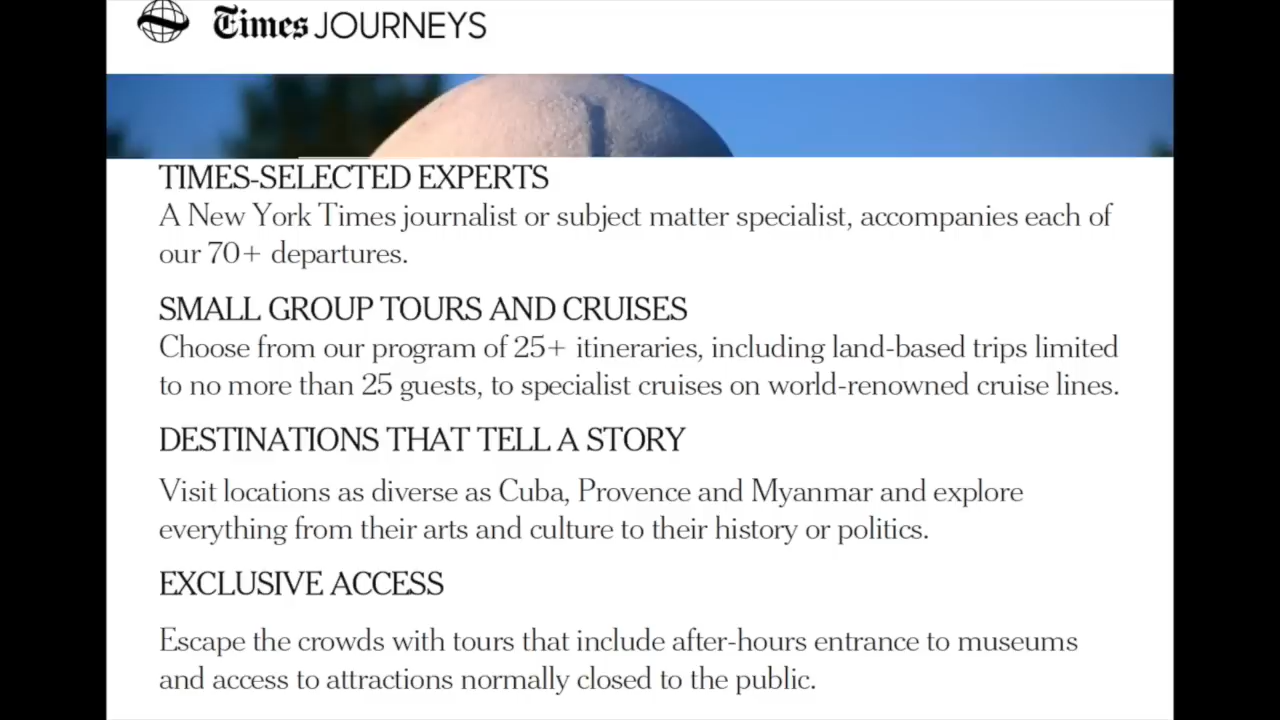 Times JOURNEYS
TIMES-SELECTED EXPERTS
A New York Times journalist or subject matter specialist, accompanies each of
our 70+ departures.
SMALL GROUP TOURS AND CRUISES
Choose from our program of 25+ itineraries, including land-based trips limited
to no more than 25 guests, to specialist cruises on world-renowned cruise lines.
DESTINATIONS THAT TELL A STORY
Visit locations as diverse as Cuba, Provence and Myanmar and explore
everything from their arts and culture to their history or politics.
EXCLUSIVE ACCESS
Escape the crowds with tours that include after-hours entrance to museums
and access to attractions normally closed to the public.